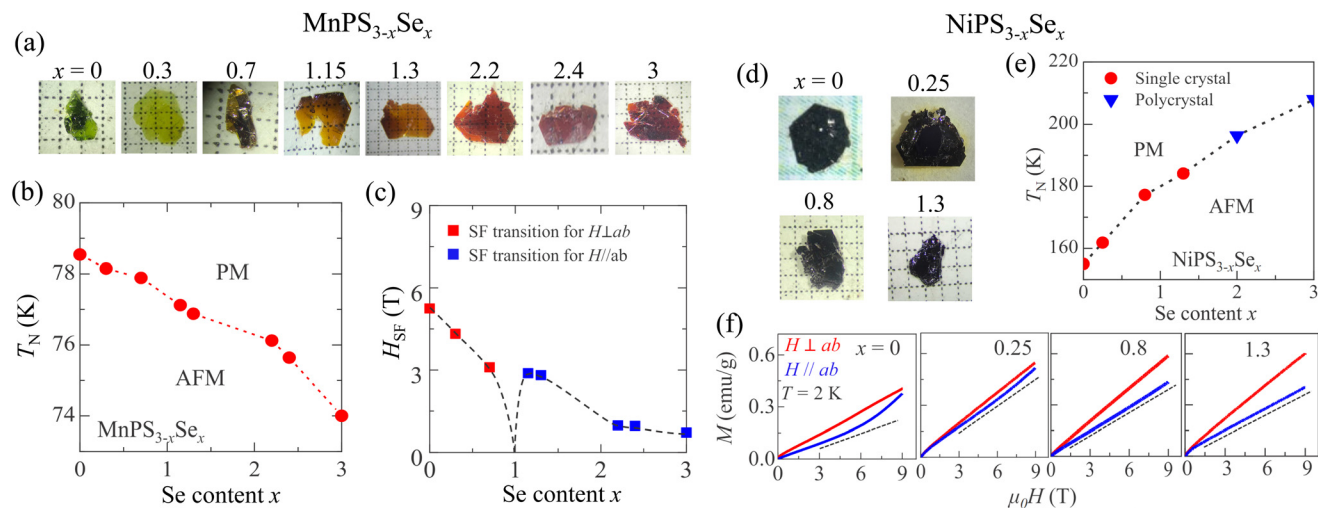 MnPS3-xSex
(a)
x = 0 0.3 0.7 1.15 1.3 2.2 2.4 3
(b)
80
78
76
74
TN (K)
PM
AFM
MnPS3-xSex
0 1 2 3
Se content x
(c)
9
6
3
0
HSF (T)
SF transition for H⊥ab
SF transition for H//ab
0 1 2 3
Se content x
NiPS3-xSex
(d)
x = 0 0.25
0.8 1.3
(e)
220
200
180
160
TN (K)
Single crystal
Polycrystal
PM
AFM
NiPS3-xSex
0 1 2 3
Se content x
(f)
0.6
0.3
0.0
M (emu/g)
H ⊥ ab
H // ab
T = 2 K
x = 0
0.25
0.8
1.3
0 3 6 9 0 3 6 9 0 3 6 9 0 3 6 9
μ0H (T)